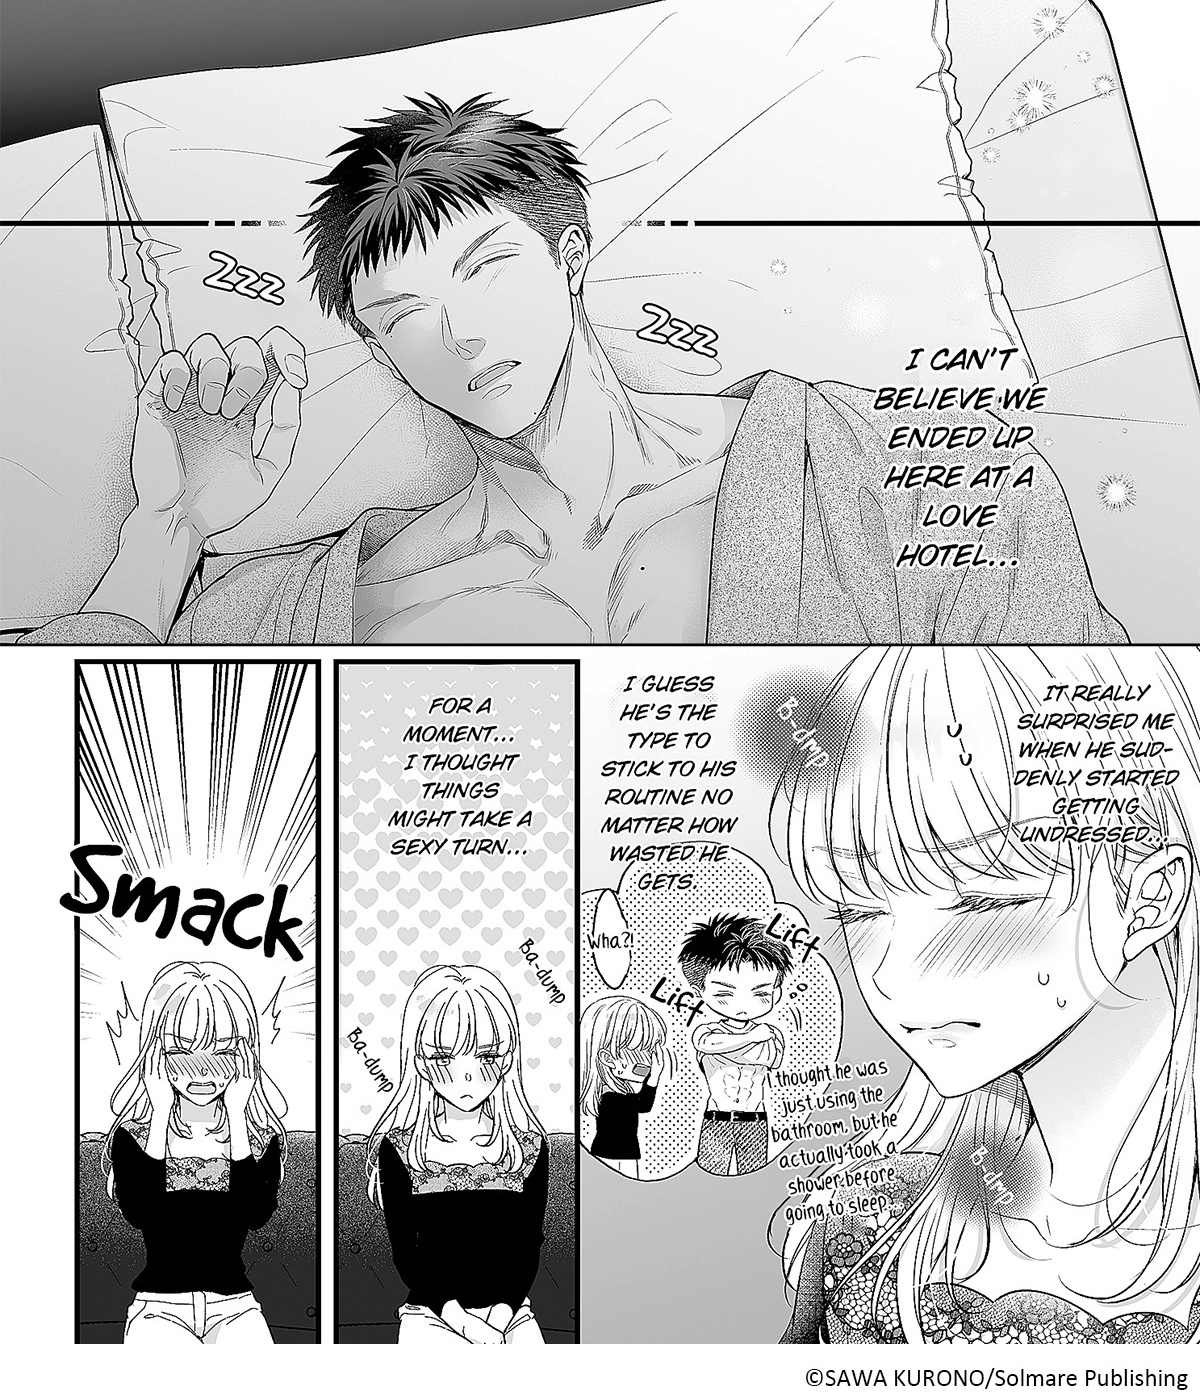 Zzz
Zzz
I CAN'T
BELIEVE WE
ENDED UP
HERE AT A
LOVE
HOTEL...
IT REALLY
SURPRISED ME
WHEN HE SUD-
DENLY STARTED
GETTING
UNDRESSED...
Ba-dmp
I GUESS
HE'S THE
TYPE TO
STICK TO HIS
ROUTINE NO
MATTER HOW
WASTED HE
GETS.
Lift
Lift
Wha?!
I thought he was
just using the
bathroom, but he
actually took a
shower before
going to sleep?
Ba-dmp
FOR A
MOMENT...
I THOUGHT
THINGS
MIGHT TAKE A
SEXY TURN...
Ba-dump
Ba-dump
Smack
©SAWA KURONO/Solmare Publishing